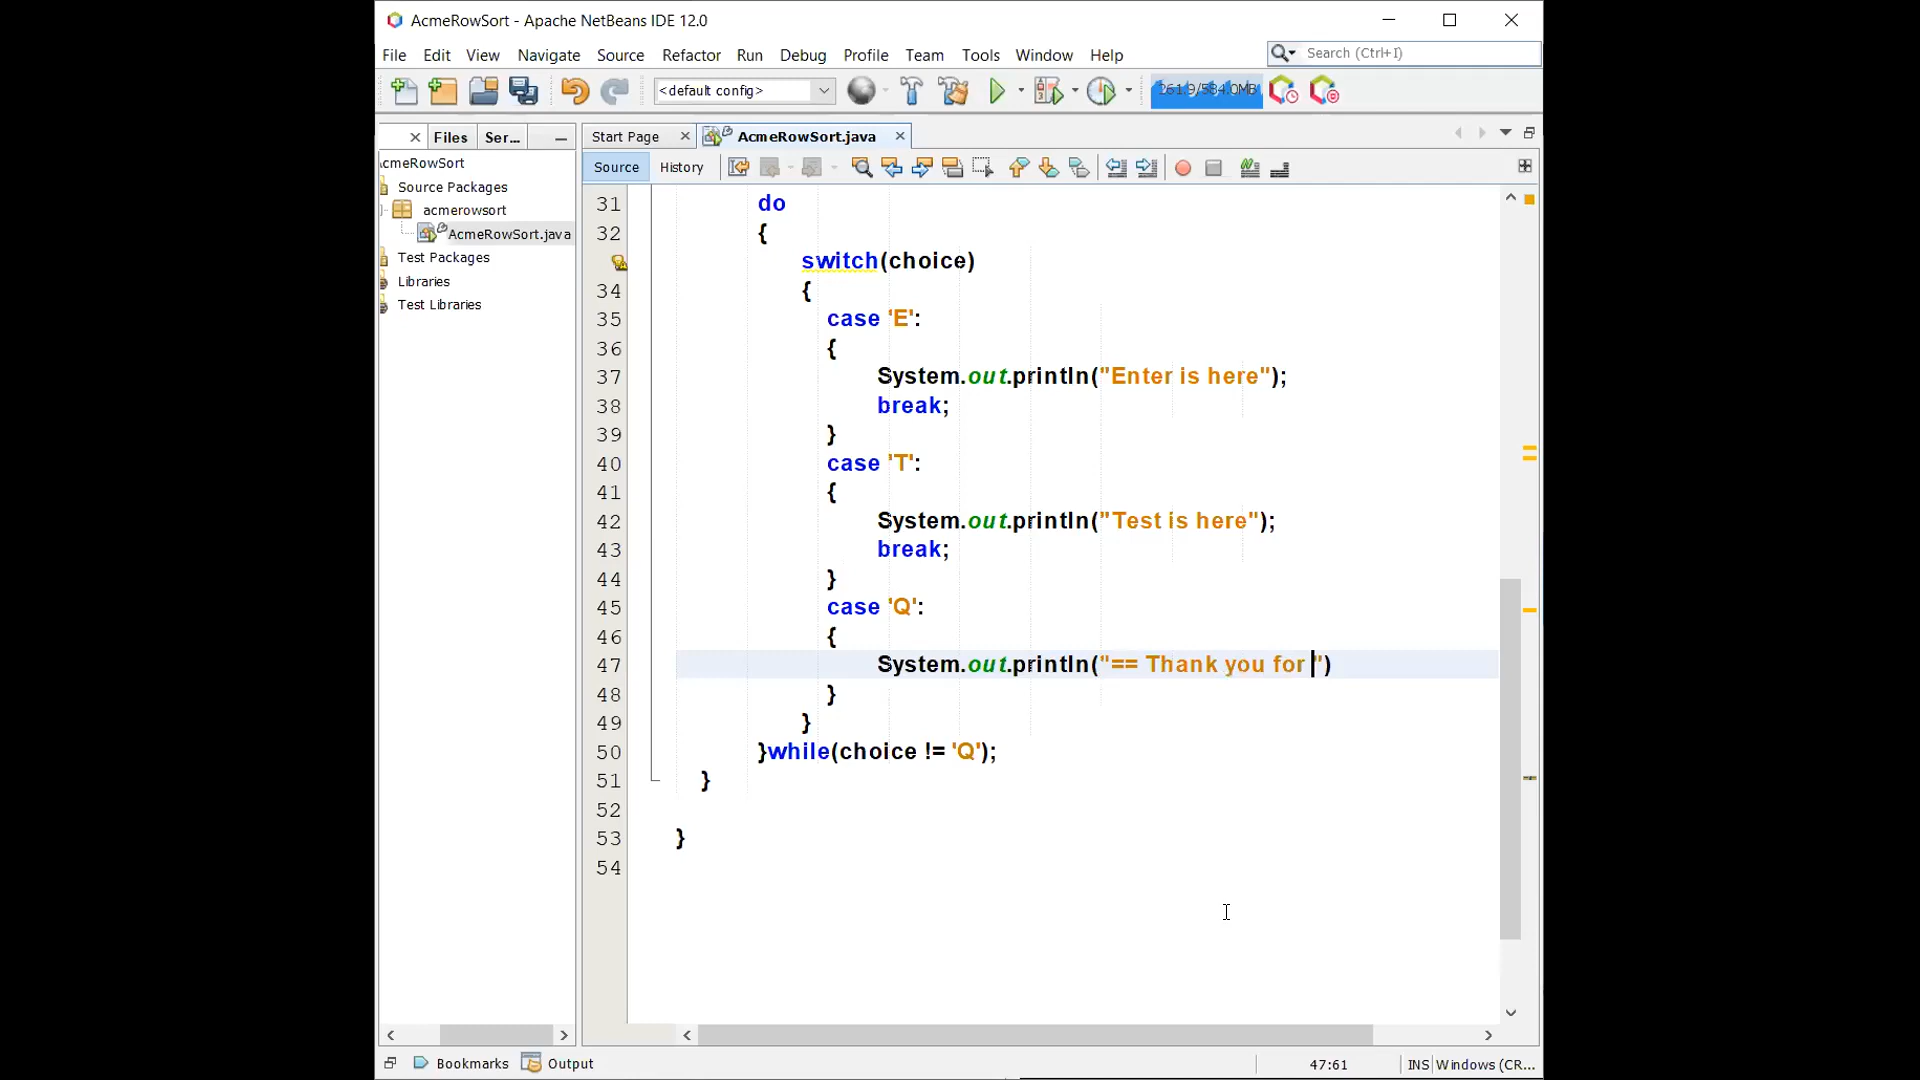 AcmeRowSort - Apache NetBeans IDE 12.0
File Edit View Navigate Source Refactor Run Debug Profile Team Tools Window Help
Search (Ctrl+I)
<default config>
261.9/584.0MB
Files Ser...
Start Page AcmeRowSort.java
Source History
cmeRowSort
Source Packages
acmerowsort
AcmeRowSort.java
Test Packages
Libraries
Test Libraries
31 do
32 {
switch(choice)
34 {
35 case 'E':
36 {
37 System.out.println("Enter is here");
38 break;
39 }
40 case 'T':
41 {
42 System.out.println("Test is here");
43 break;
44 }
45 case 'Q':
46 {
47 System.out.println("== Thank you for ")
48 }
49 }
50 }while(choice != 'Q');
51 }
52
53 }
54
Bookmarks Output
47:61 INS Windows (CR...